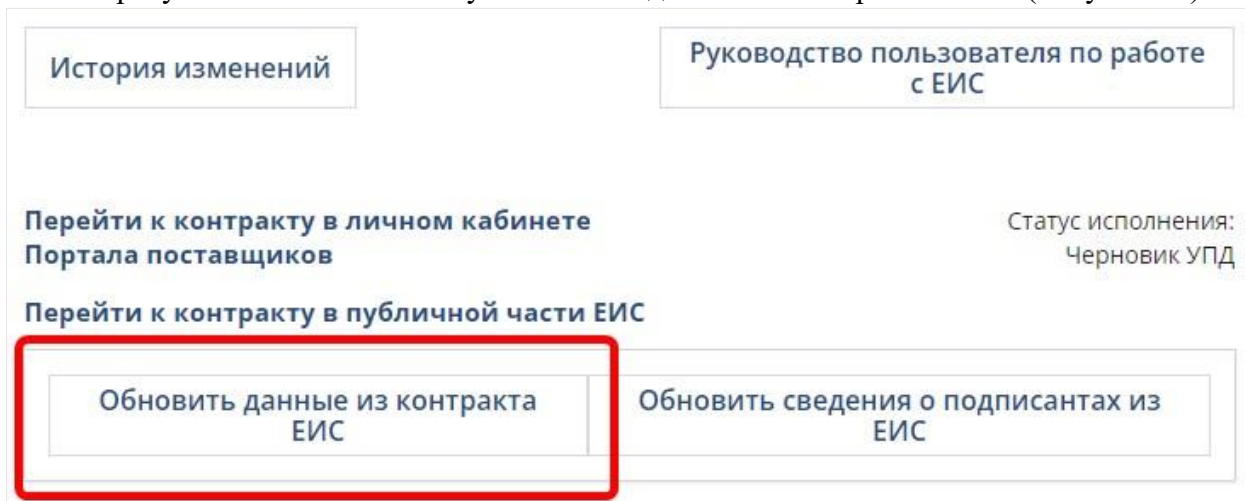 История изменений
Руководство пользователя по работе
с ЕИС
Перейти к контракту в личном кабинете
Портала поставщиков
Статус исполнения:
Черновик УПД
Перейти к контракту в публичной части ЕИС
Обновить данные из контракта
ЕИС
Обновить сведения о подписантах из
ЕИС